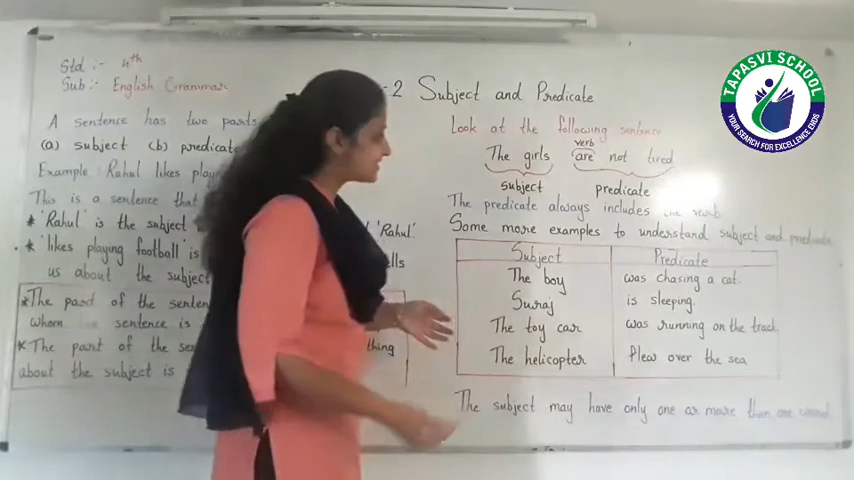 Std :- 4th
Sub :- English Grammar
-2 Subject and Predicate
A sentence has two parts
(a) subject (b) predicate
Example : Rahul likes play
This is a sentence that
* 'Rahul' is the subject 'Rahul'.
* 'likes playing football' is
us about the subject
* The part of the senten
whom sentence is
* The part of the se thing
about the subject is
Look at the following sentence
verb
The girls are not tired
subject predicate
The predicate always includes the verb
Some more examples to understand subject and predicate
Subject Predicate
The boy was chasing a cat.
Suraj is sleeping.
The toy car was running on the track
The helicopter flew over the sea
The subject may have only one or more than one word.
TAPASVI SCHOOL
YOUR SEARCH FOR EXCELLENCE ENDS